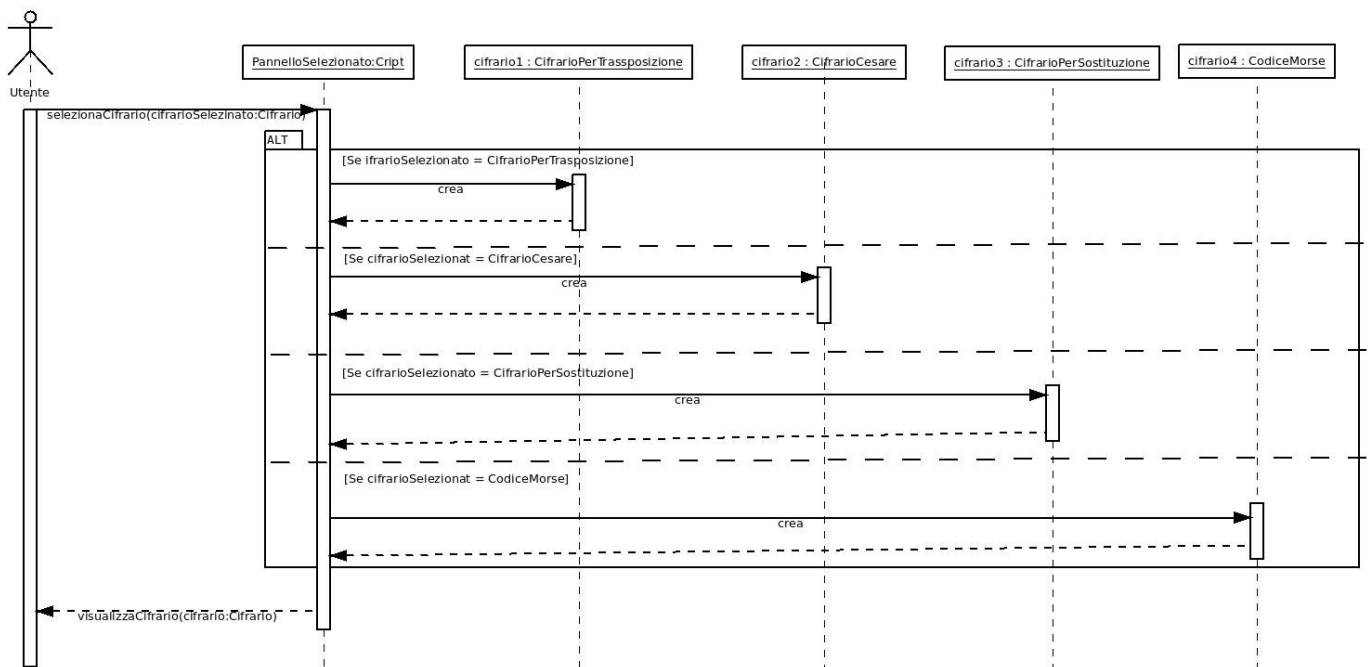 Utente
PannelloSelezionato:Cript
cifrario1 : CifrarioPerTrassposizione
cifrario2 : CifrarioCesare
cifrario3 : CifrarioPerSostituzione
cifrario4 : CodiceMorse
selezionaCifrario(cifrarioSelezinato:Cifrario)
ALT
[Se ifrarioSelezionato = CifrarioPerTrasposizione]
crea
[Se cifrarioSelezionat = CifrarioCesare]
crea
[Se cifrarioSelezionato = CifrarioPerSostituzione]
crea
[Se cifrarioSelezionat = CodiceMorse]
crea
visualizzaCifrario(cifrario:Cifrario)